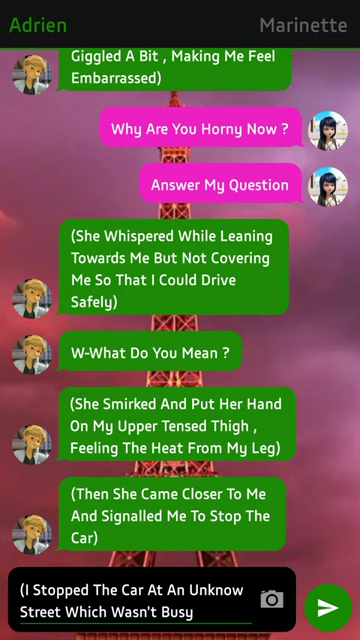 Adrien
Marinette
Giggled A Bit , Making Me Feel
Embarrassed)
Why Are You Horny Now ?
Answer My Question
(She Whispered While Leaning
Towards Me But Not Covering
Me So That I Could Drive
Safely)
W-What Do You Mean ?
(She Smirked And Put Her Hand
On My Upper Tensed Thigh ,
Feeling The Heat From My Leg)
(Then She Came Closer To Me
And Signalled Me To Stop The
Car)
(I Stopped The Car At An Unknow
Street Which Wasn't Busy